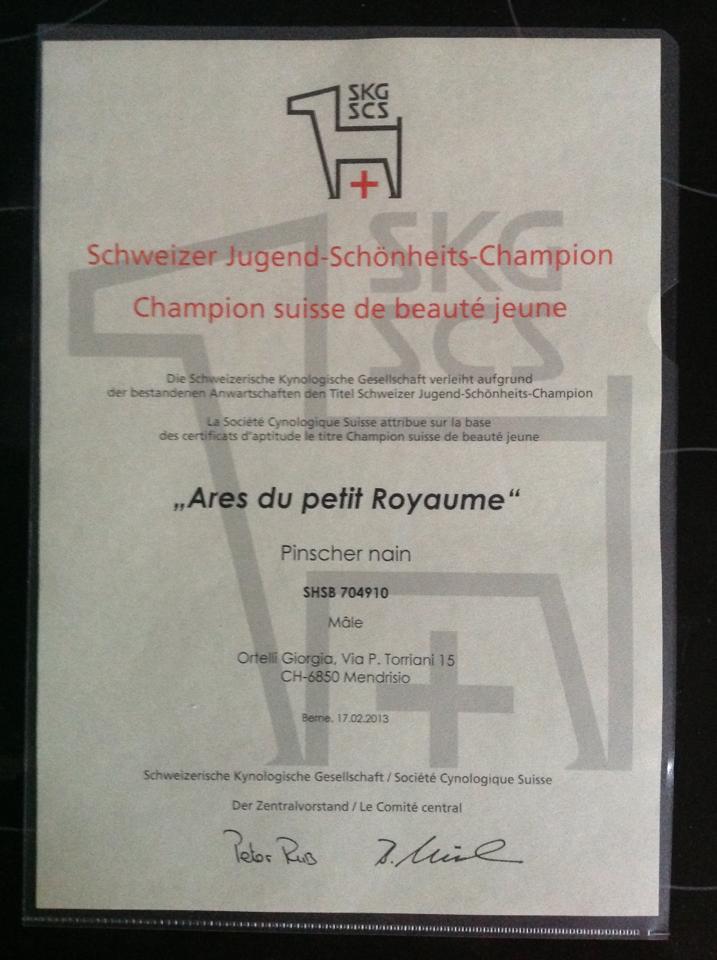 SKG
SCS
Schweizer Jugend-Schönheits-Champion
Champion suisse de beauté jeune
Die Schweizerische Kynologische Gesellschaft verleiht aufgrund
der bestandenen Anwartschaften den Titel Schweizer Jugend-Schönheits-Champion
La Société Cynologique Suisse attribue sur la base
des certificats d'aptitude le titre Champion suisse de beauté jeune
„Ares du petit Royaume“
Pinscher nain
SHSB 704910
Mâle
Ortelli Giorgia, Via P. Torriani 15
CH-6850 Mendrisio
Berne, 17.02.2013
Schweizerische Kynologische Gesellschaft / Société Cynologique Suisse
Der Zentralvorstand / Le Comité central
Peter Rub